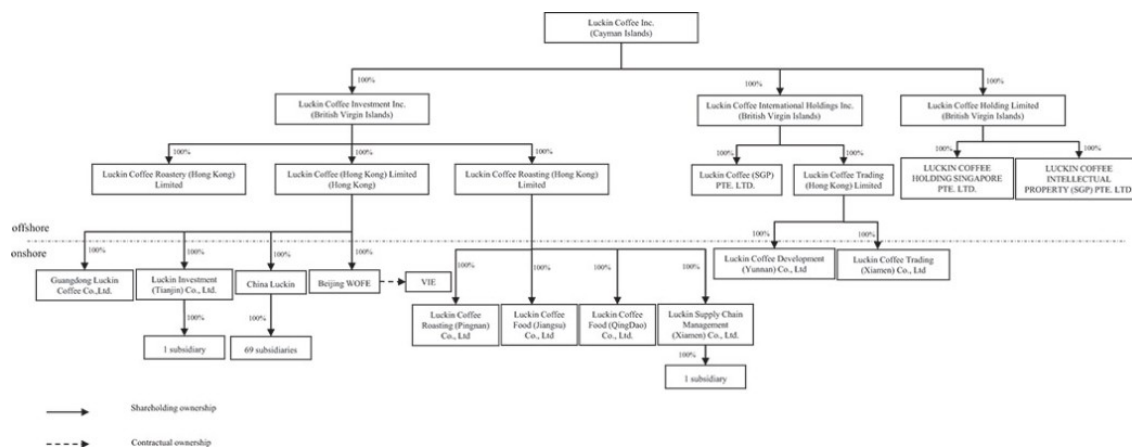 Luckin Coffee Inc.
(Cayman Islands)
100%
100%
100%
Luckin Coffee Investment Inc.
(British Virgin Islands)
Luckin Coffee International Holdings Inc.
(British Virgin Islands)
Luckin Coffee Holding Limited
(British Virgin Islands)
100%
100%
100%
100%
100%
100%
100%
Luckin Coffee Roastery (Hong Kong)
Limited
Luckin Coffee (Hong Kong) Limited
(Hong Kong)
Luckin Coffee Roasting (Hong Kong)
Limited
Luckin Coffee (SGP)
PTE. LTD.
Luckin Coffee Trading
(Hong Kong) Limited
LUCKIN COFFEE
HOLDING SINGAPORE
PTE. LTD.
LUCKIN COFFEE
INTELLECTUAL
PROPERTY (SGP) PTE. LTD
offshore
onshore
100%
100%
100%
100%
100%
100%
Guangdong Luckin
Coffee Co.,Ltd.
Luckin Investment
(Tianjin) Co., Ltd.
China Luckin
Beijing WOFE
VIE
Luckin Coffee Development
(Yunnan) Co., Ltd
Luckin Coffee Trading
(Xiamen) Co., Ltd
100%
100%
100%
100%
Luckin Coffee
Roasting (Pingnan)
Co., Ltd
Luckin Coffee
Food (Jiangsu)
Co., Ltd
Luckin Coffee
Food (QingDao)
Co., Ltd.
Luckin Supply Chain
Management
(Xiamen) Co., Ltd.
100%
100%
100%
1 subsidiary
69 subsidiaries
1 subsidiary
Shareholding ownership
Contractual ownership